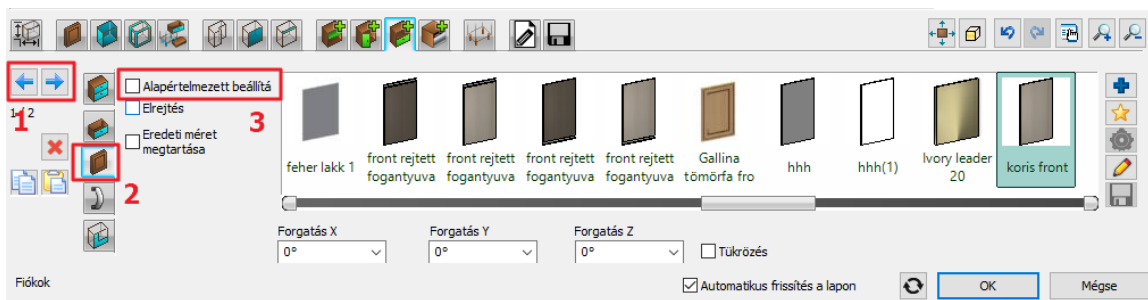 Alapértelmezett beállítá
1 / 2
1
Elrejtés
3
Eredeti méret
megtartása
2
feher lakk 1
front rejtett
fogantyuva
front rejtett
fogantyuva
front rejtett
fogantyuva
front rejtett
fogantyuva
Gallina
tömörfa fro
hhh
hhh(1)
Ivory leader
20
koris front
Forgatás X
Forgatás Y
Forgatás Z
0°
0°
0°
Tükrözés
Fiókok
Automatikus frissítés a lapon
OK
Mégse